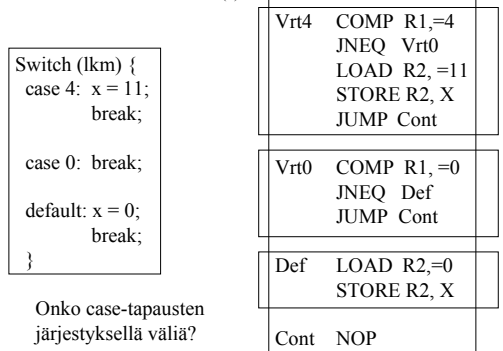 Switch (lkm) {
case 4: x = 11;
break;
case 0: break;
default: x = 0;
break;
}
Onko case-tapausten
järjestyksellä väliä?
Vrt4 COMP R1,=4
JNEQ Vrt0
LOAD R2, =11
STORE R2, X
JUMP Cont
Vrt0 COMP R1, =0
JNEQ Def
JUMP Cont
Def LOAD R2,=0
STORE R2, X
Cont NOP